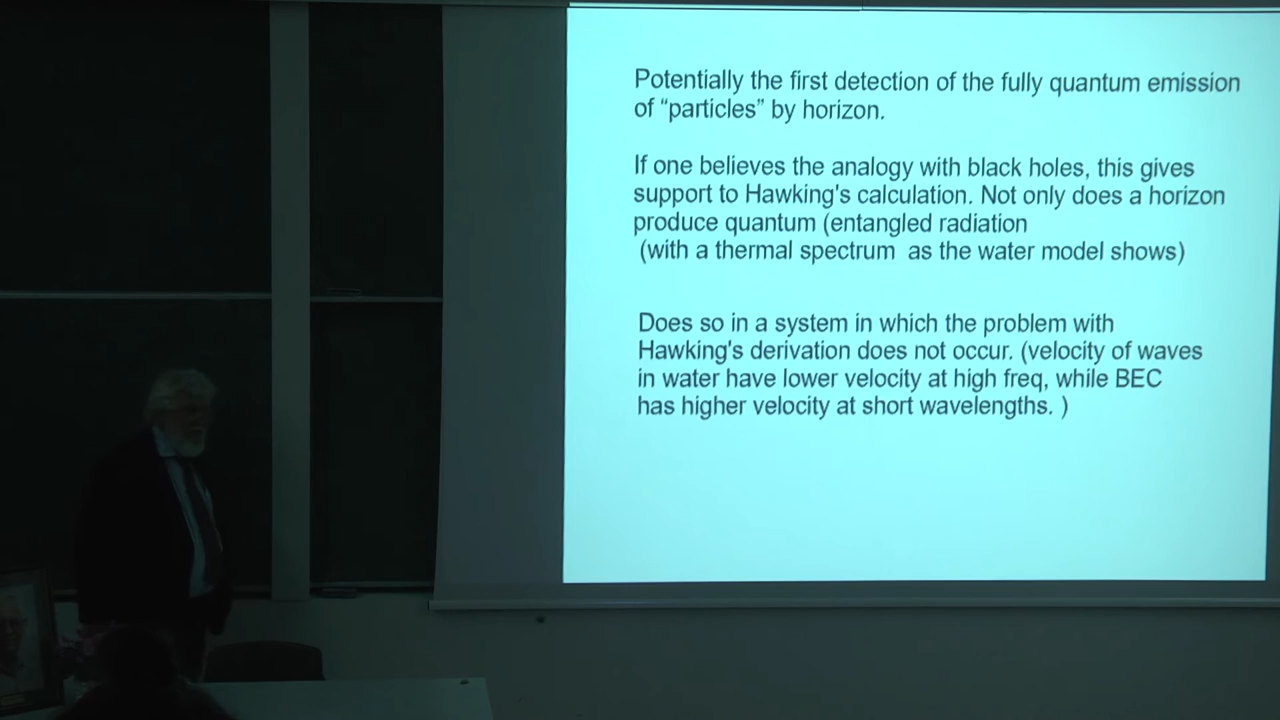 Potentially the first detection of the fully quantum emission
of “particles” by horizon.
If one believes the analogy with black holes, this gives
support to Hawking's calculation. Not only does a horizon
produce quantum (entangled radiation
(with a thermal spectrum as the water model shows)
Does so in a system in which the problem with
Hawking's derivation does not occur. (velocity of waves
in water have lower velocity at high freq, while BEC
has higher velocity at short wavelengths. )